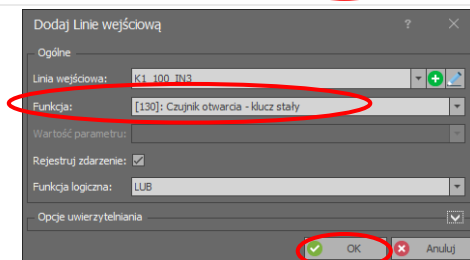 Dodaj Linie wejściową ?
Ogólne
Linia wejściowa: K1_100_IN3
Funkcja: [130]: Czujnik otwarcia - klucz stały
Wartość parametru:
Rejestruj zdarzenie:
Funkcja logiczna: LUB
Opcje uwierzytelniania
OK Anuluj